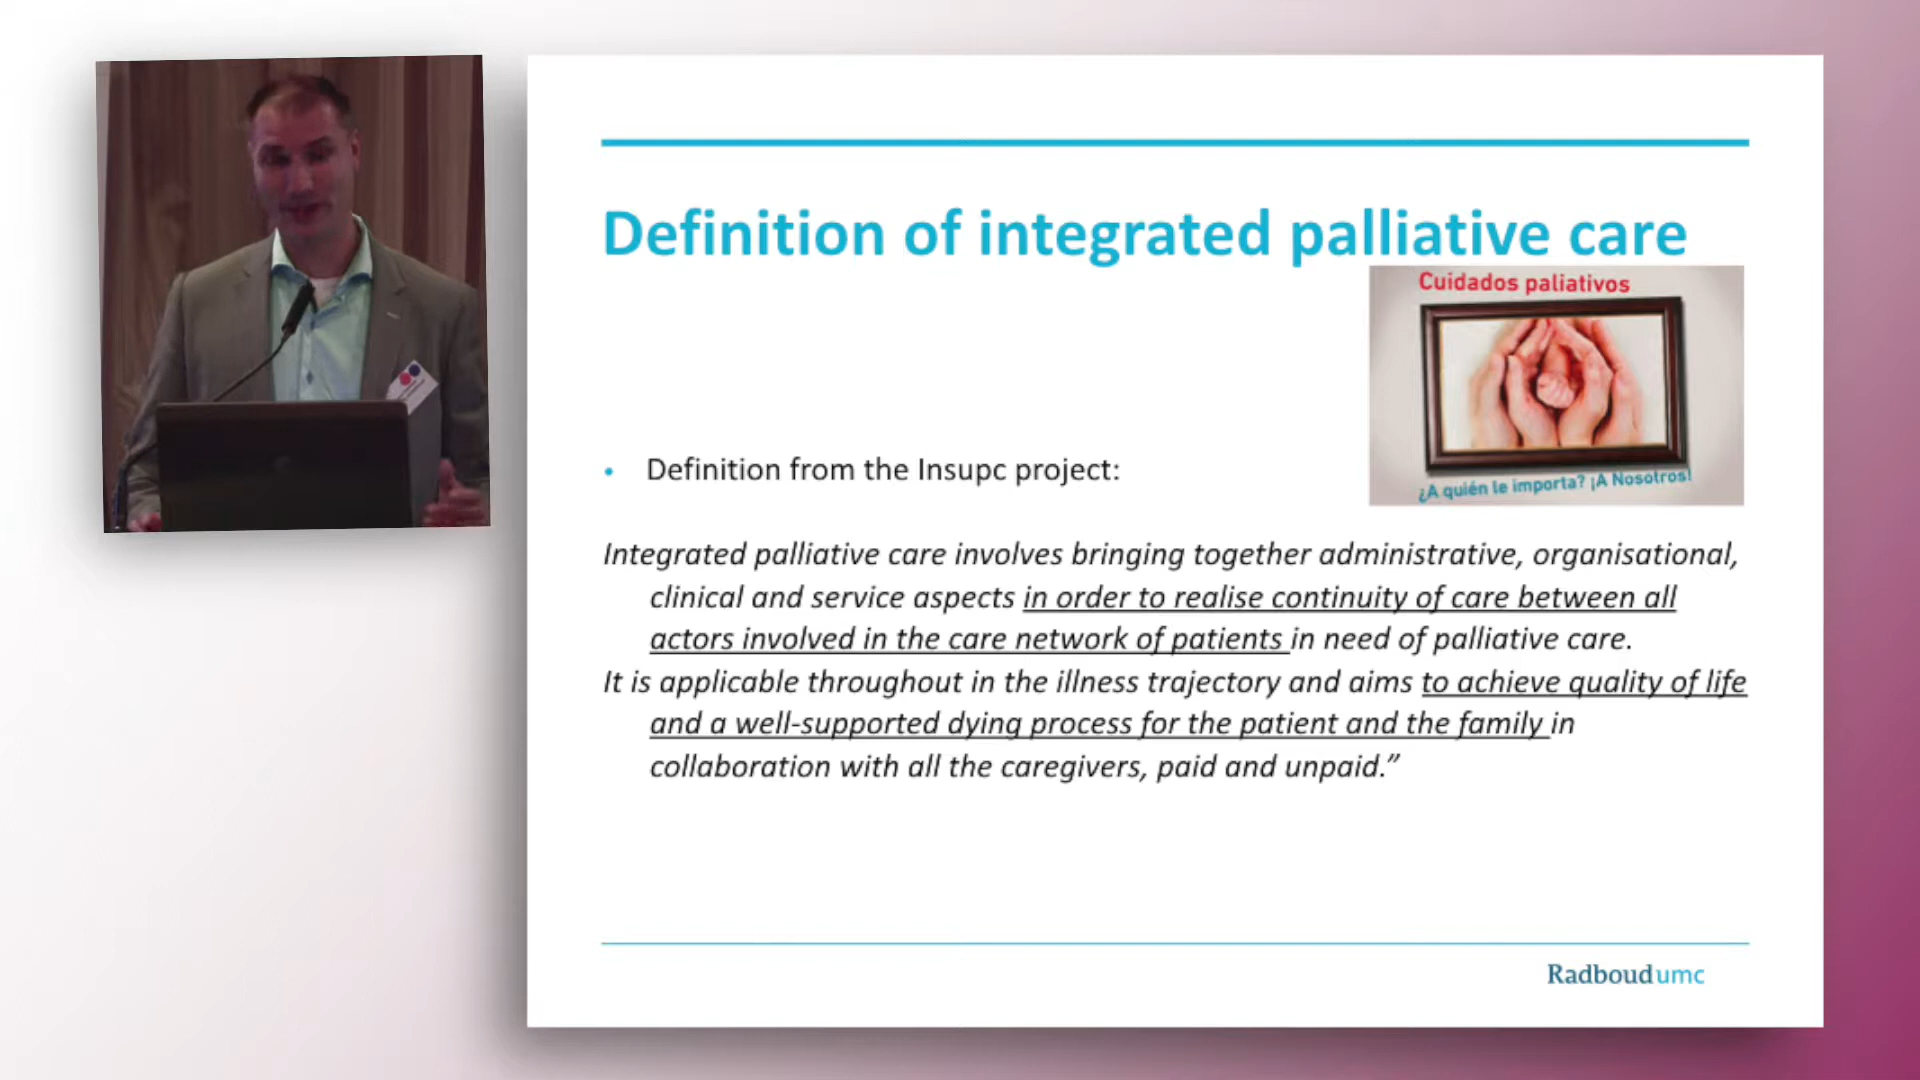 Definition of integrated palliative care
Cuidados paliativos
¿A quién le importa? ¡A Nosotros!
• Definition from the Insupc project:
Integrated palliative care involves bringing together administrative, organisational,
clinical and service aspects in order to realise continuity of care between all
actors involved in the care network of patients in need of palliative care.
It is applicable throughout in the illness trajectory and aims to achieve quality of life
and a well-supported dying process for the patient and the family in
collaboration with all the caregivers, paid and unpaid.”
Radboudumc